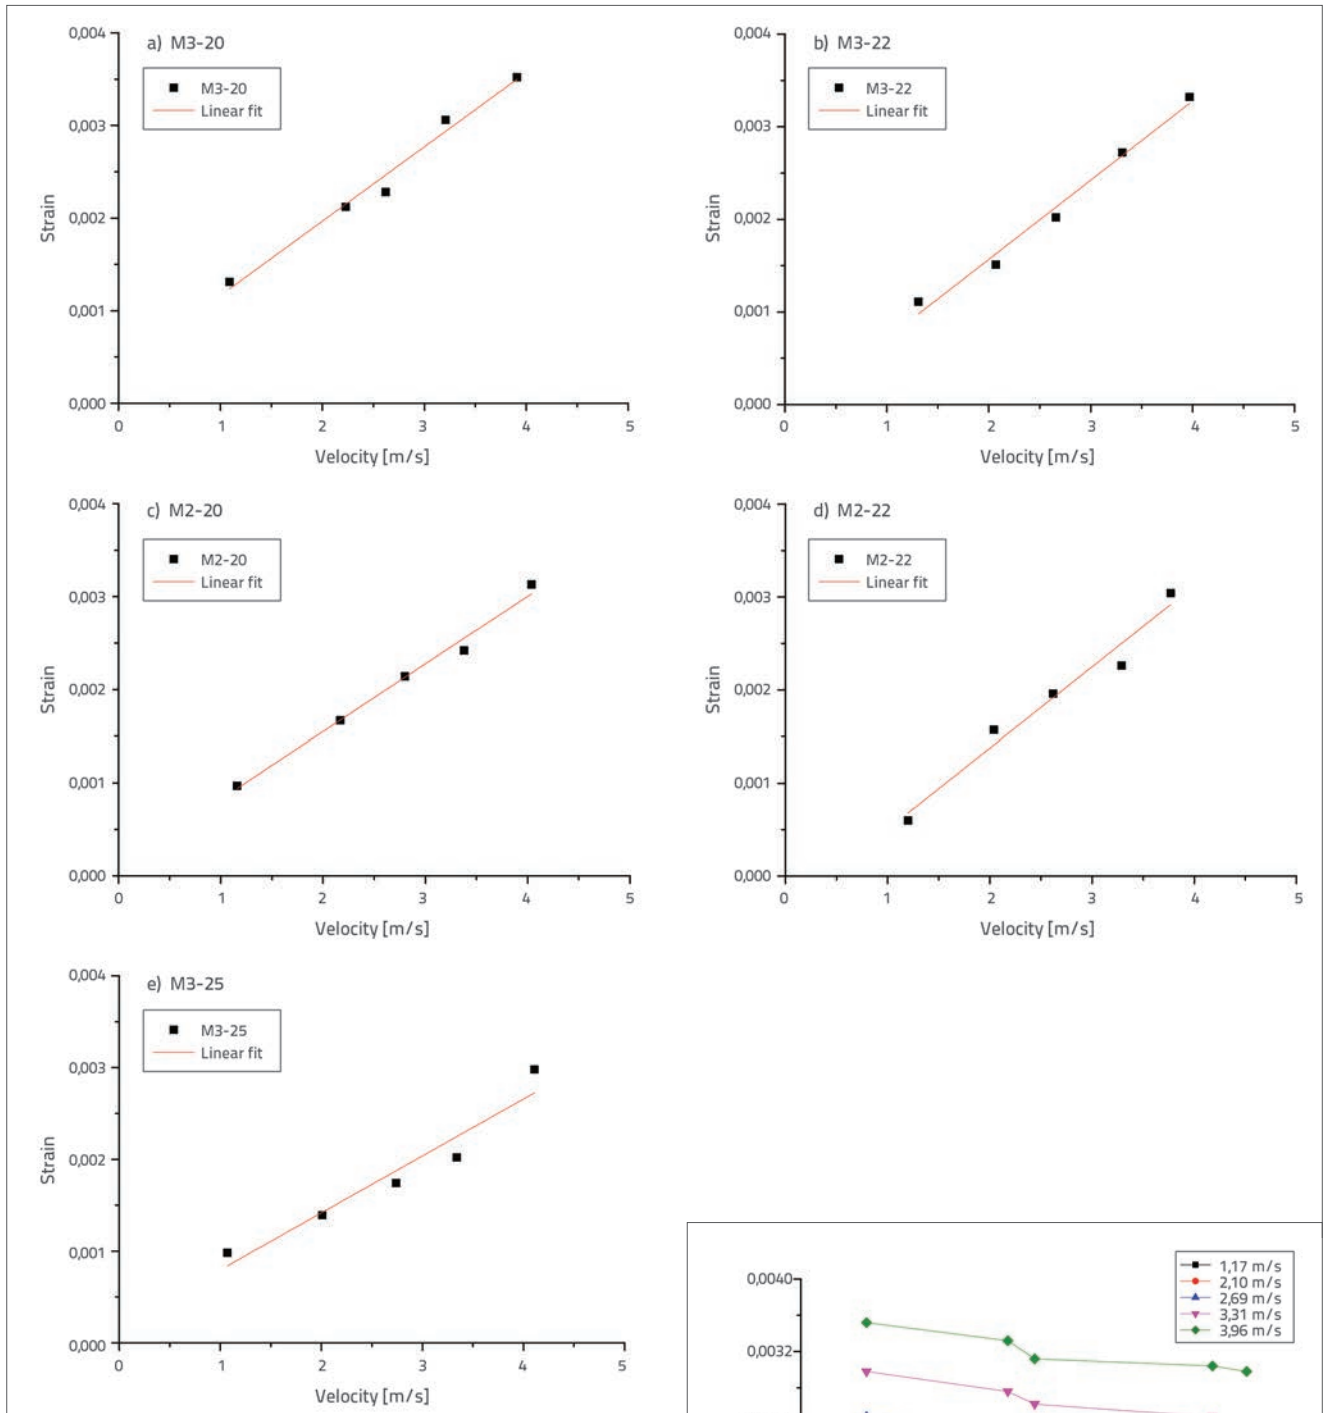 a) M3-20
M3-20
Linear fit
0,004
0,003
0,002
0,001
0,000
Strain
0 1 2 3 4 5
Velocity [m/s]
b) M3-22
M3-22
Linear fit
0,004
0,003
0,002
0,001
0,000
Strain
0 1 2 3 4 5
Velocity [m/s]
c) M2-20
M2-20
Linear fit
0,004
0,003
0,002
0,001
0,000
Strain
0 1 2 3 4 5
Velocity [m/s]
d) M2-22
M2-22
Linear fit
0,004
0,003
0,002
0,001
0,000
Strain
0 1 2 3 4 5
Velocity [m/s]
e) M3-25
M3-25
Linear fit
0,004
0,003
0,002
0,001
0,000
Strain
0 1 2 3 4 5
Velocity [m/s]
1,17 m/s
2,10 m/s
2,69 m/s
3,31 m/s
3,96 m/s
0,0040
0,0032